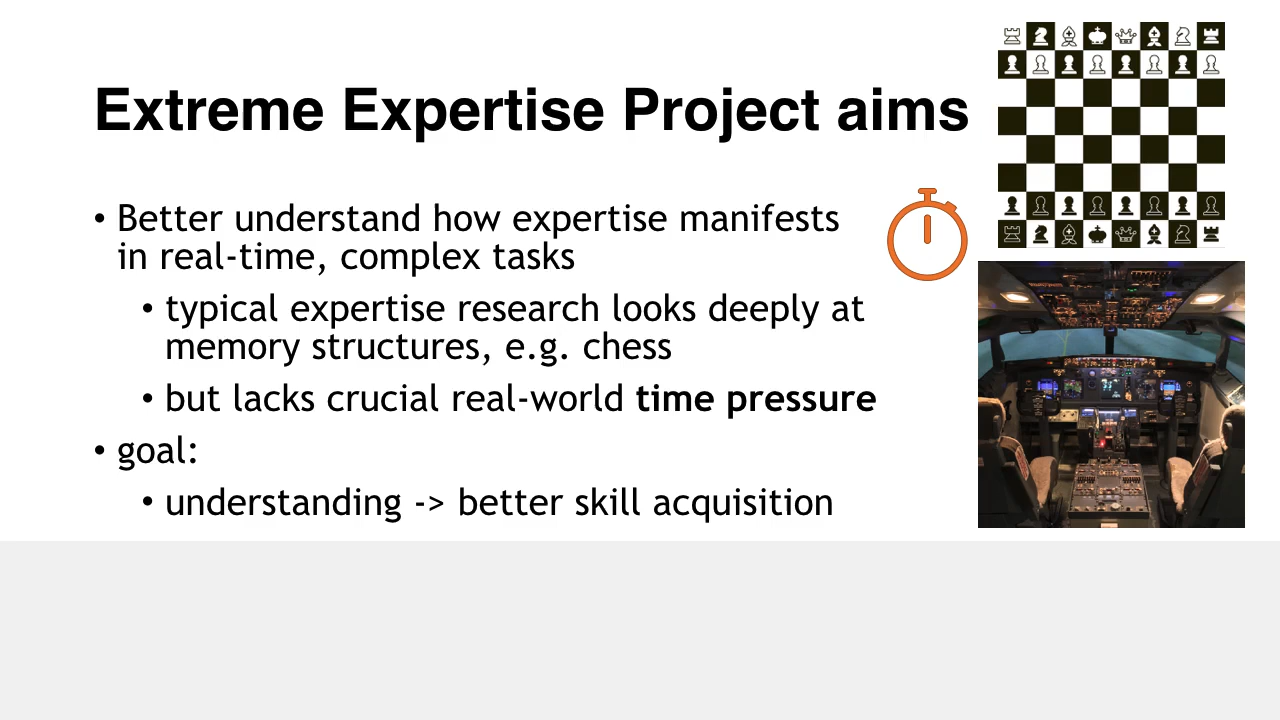 Extreme Expertise Project aims
• Better understand how expertise manifests
in real-time, complex tasks
• typical expertise research looks deeply at
memory structures, e.g. chess
• but lacks crucial real-world time pressure
• goal:
• understanding -> better skill acquisition